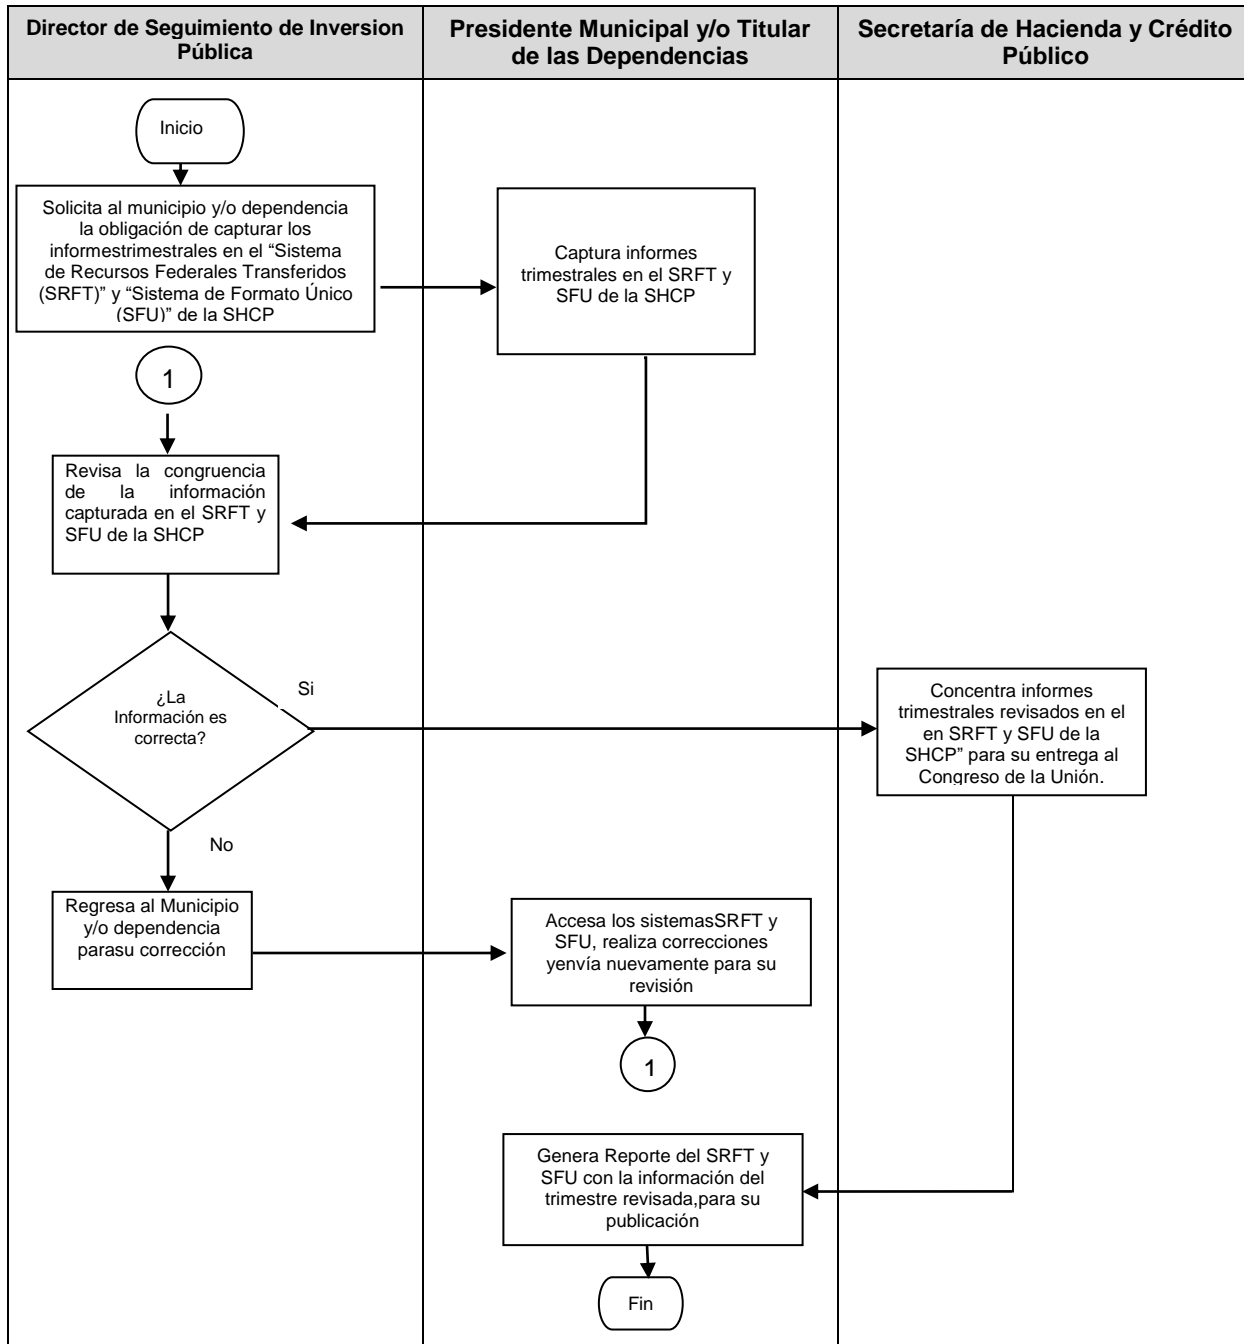 Director de Seguimiento de Inversion
Pública
Presidente Municipal y/o Titular
de las Dependencias
Secretaría de Hacienda y Crédito
Público
Inicio
Solicita al municipio y/o dependencia
la obligación de capturar los
informestrimestrales en el “Sistema
de Recursos Federales Transferidos
(SRFT)” y “Sistema de Formato Único
(SFU)” de la SHCP
Captura informes
trimestrales en el SRFT y
SFU de la SHCP
1
Revisa la congruencia
de la información
capturada en el SRFT y
SFU de la SHCP
¿La
Información es
correcta?
Si
Concentra informes
trimestrales revisados en el
en SRFT y SFU de la
SHCP” para su entrega al
Congreso de la Unión.
No
Regresa al Municipio
y/o dependencia
parasu corrección
Accesa los sistemasSRFT y
SFU, realiza correcciones
yenvía nuevamente para su
revisión
1
Genera Reporte del SRFT y
SFU con la información del
trimestre revisada,para su
publicación
Fin